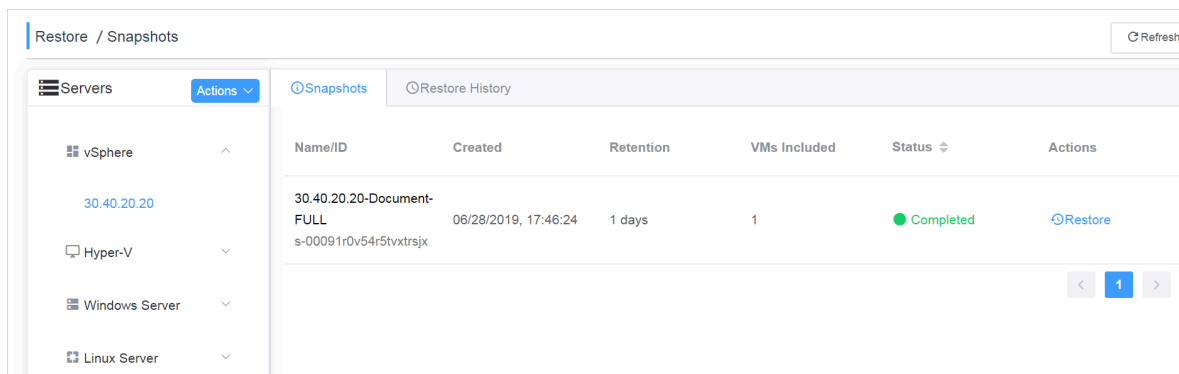 Restore / Snapshots
Refresh
Servers
Actions
Snapshots
Restore History
vSphere
30.40.20.20
Hyper-V
Windows Server
Linux Server
Name/ID Created Retention VMs Included Status Actions
30.40.20.20-Document-
FULL
s-00091r0v54r5tvxtrsjx
06/28/2019, 17:46:24 1 days 1 Completed Restore
< 1 >